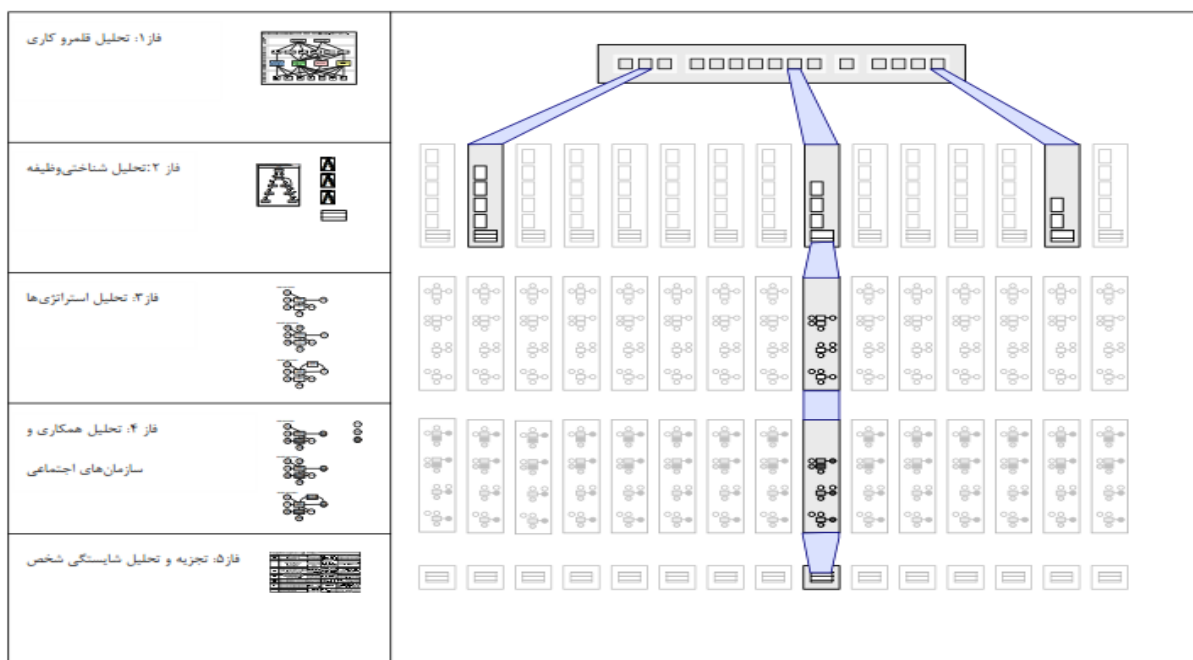 فاز۱: تحلیل قلمرو کاری
فاز ۲:تحلیل شناختی‌وظیفه
فاز۳: تحلیل استراتژی‌ها
فاز ۴: تحلیل همکاری و
سازمان‌های اجتماعی
فاز۵: تجزیه و تحلیل شایستگی شخص